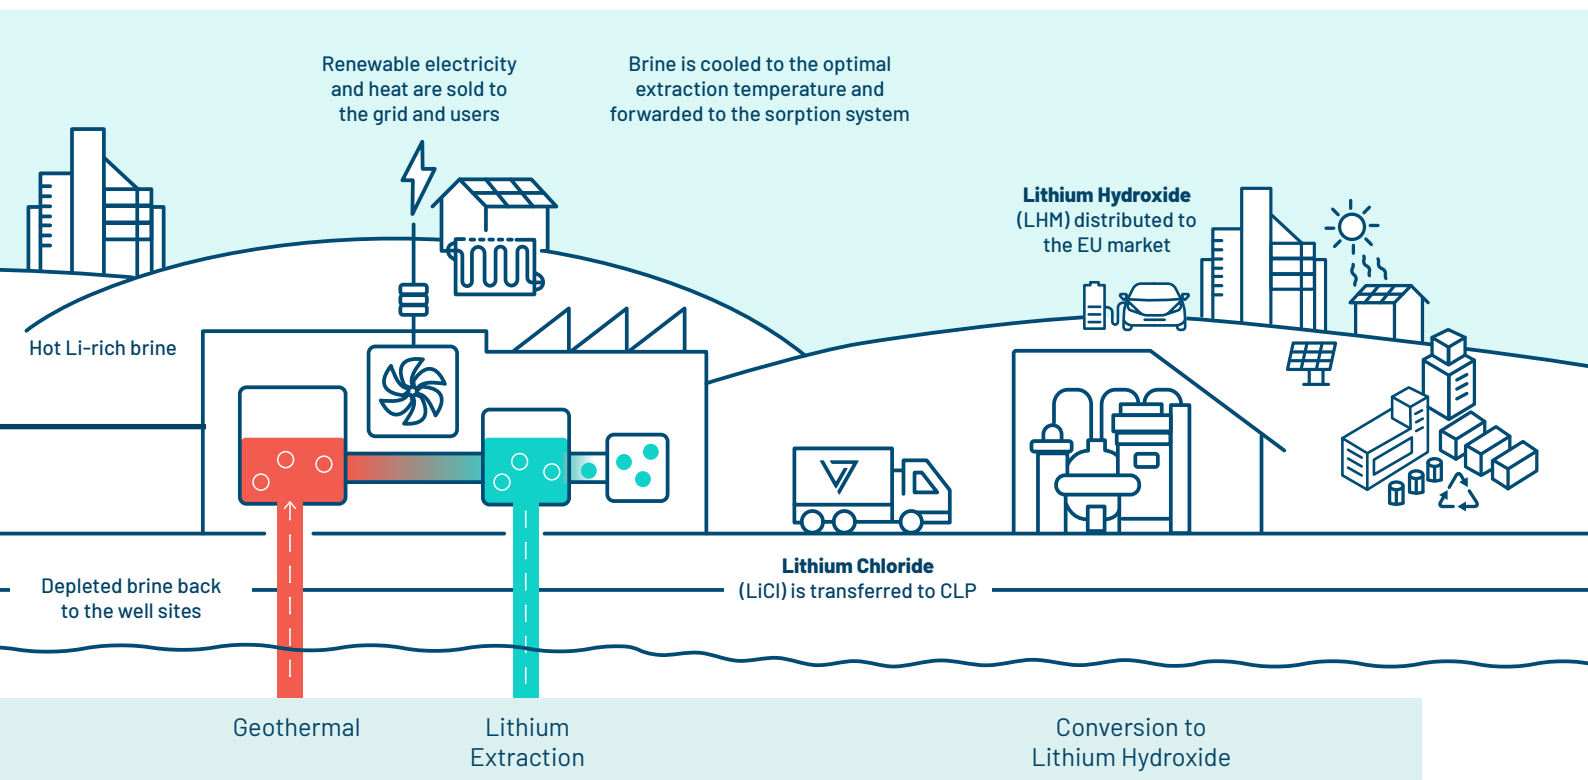 Renewable electricity
and heat are sold to
the grid and users
Brine is cooled to the optimal
extraction temperature and
forwarded to the sorption system
Lithium Hydroxide
(LHM) distributed to
the EU market
Hot Li-rich brine
Lithium Chloride
(LiCl) is transferred to CLP
Depleted brine back
to the well sites
Geothermal
Lithium
Extraction
Conversion to
Lithium Hydroxide